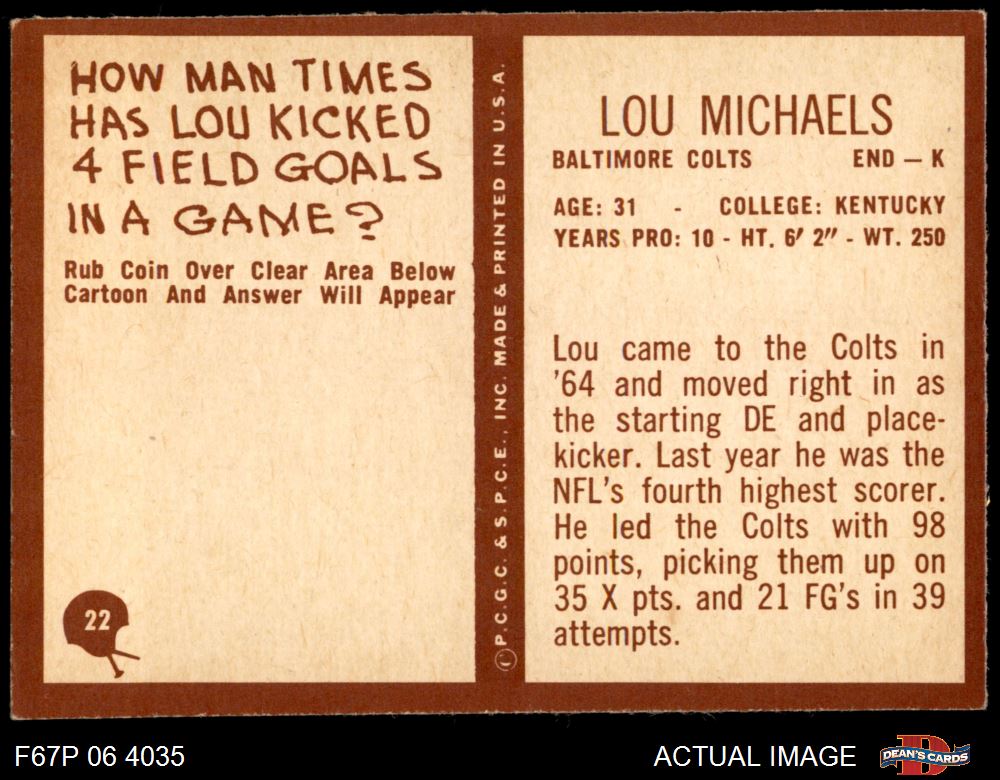 HOW MAN TIMES
HAS LOU KICKED
4 FIELD GOALS
IN A GAME?
Rub Coin Over Clear Area Below
Cartoon And Answer Will Appear
22
©P.C.G.C. & S.P.C.E., INC. MADE & PRINTED IN U.S.A.
LOU MICHAELS
BALTIMORE COLTS END — K
AGE: 31 - COLLEGE: KENTUCKY
YEARS PRO: 10 - HT. 6' 2" - WT. 250
Lou came to the Colts in
'64 and moved right in as
the starting DE and place-
kicker. Last year he was the
NFL's fourth highest scorer.
He led the Colts with 98
points, picking them up on
35 X pts. and 21 FG's in 39
attempts.
F67P 06 4035
ACTUAL IMAGE
DEAN'S CARDS